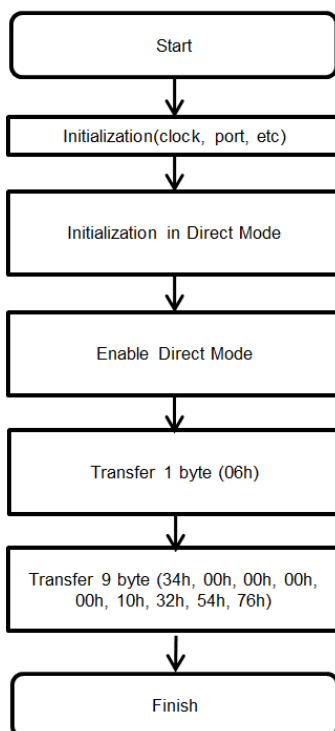 Start
Initialization(clock, port, etc)
Initialization in Direct Mode
Enable Direct Mode
Transfer 1 byte (06h)
Transfer 9 byte (34h, 00h, 00h, 00h,
00h, 10h, 32h, 54h, 76h)
Finish